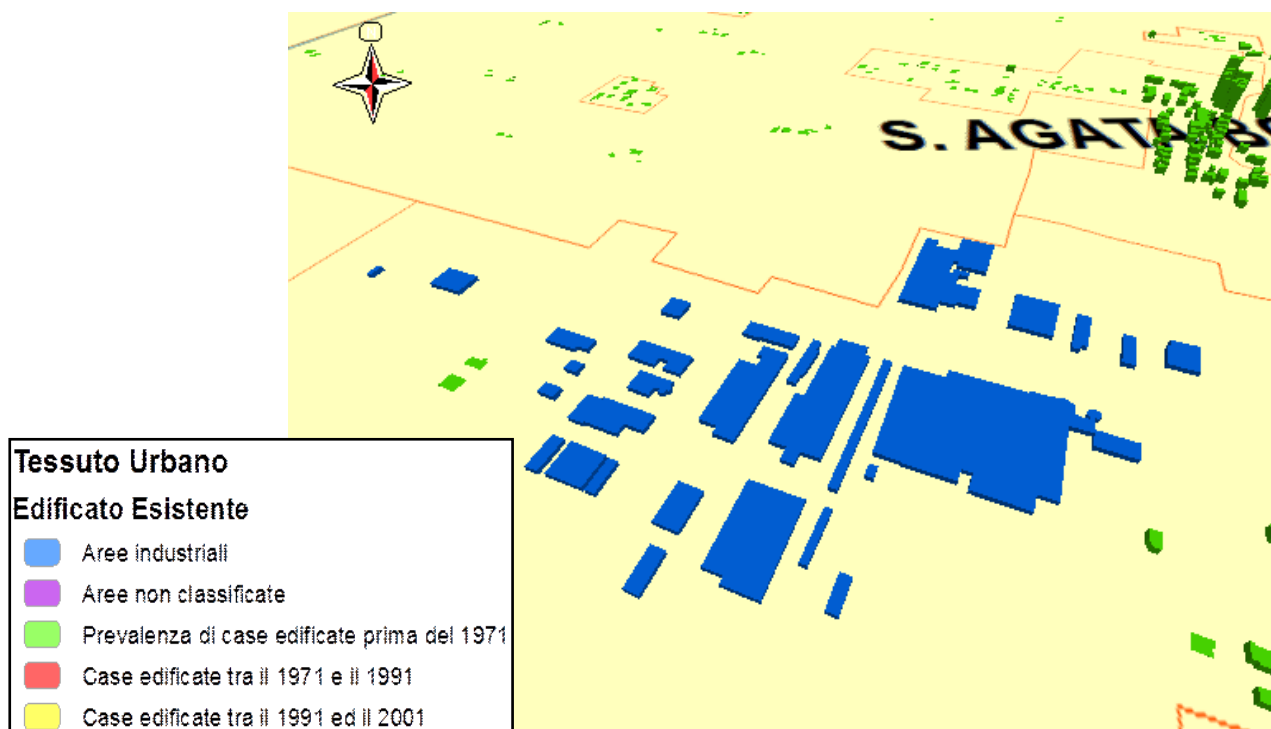 S. AGATA B
Tessuto Urbano
Edificato Esistente
Aree industriali
Aree non classificate
Prevalenza di case edificate prima del 1971
Case edificate tra il 1971 e il 1991
Case edificate tra il 1991 ed il 2001